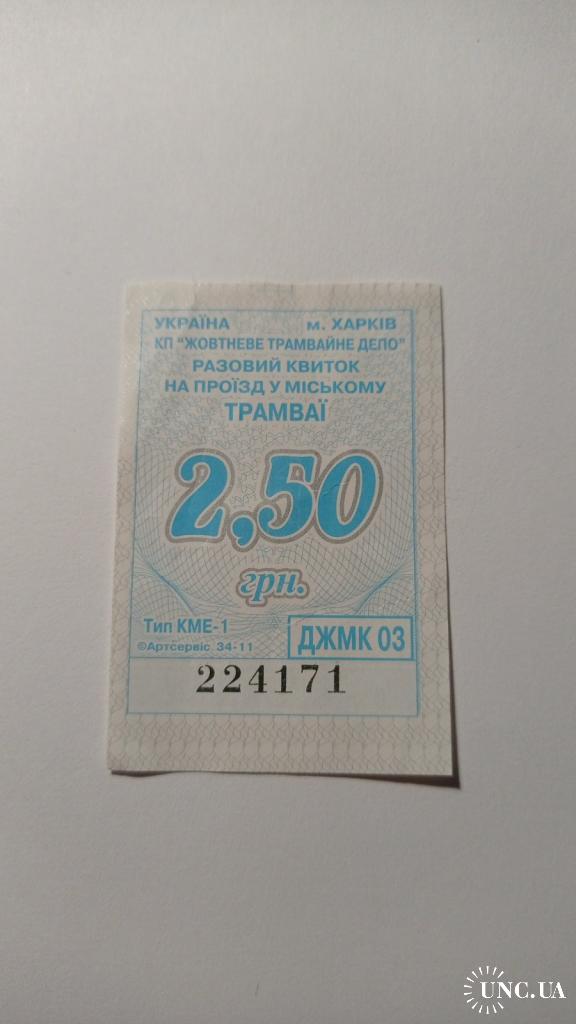 УКРАЇНА м. ХАРКІВ
КП "ЖОВТНЕВЕ ТРАМВАЙНЕ ДЕПО"
РАЗОВИЙ КВИТОК
НА ПРОЇЗД У МІСЬКОМУ
ТРАМВАЇ
2,50
грн.
Тип КМЕ-1
©Артсервіс 34-11
ДЖМК 03
224171
UNC.UA